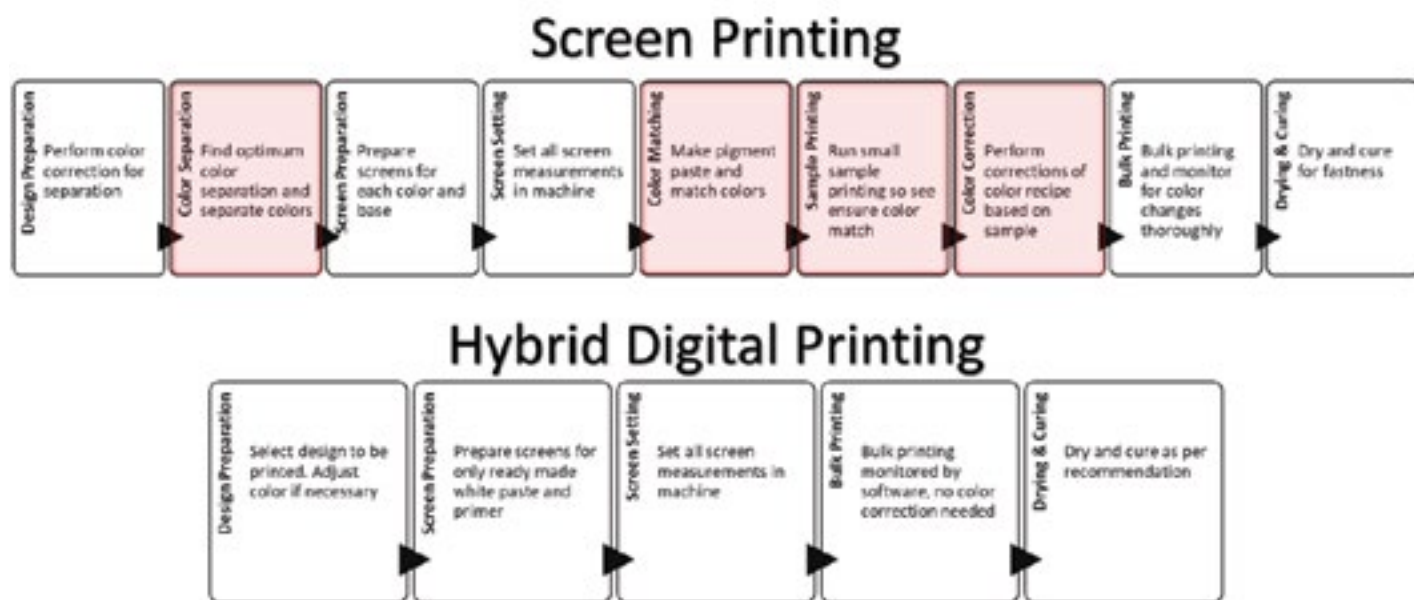 Screen Printing
Design Preparation
Perform color
correction for
separation
Color Separation
Find optimum
color
separation and
separate colors
Screen Preparation
Prepare
screens for
each color and
base
Screen Setting
Set all screen
measurements
in machine
Color Matching
Make pigment
paste and
match colors
Sample Printing
Run small
sample
printing so see
ensure color
match
Color Correction
Perform
corrections of
color recipe
based on
sample
Bulk Printing
Bulk printing
and monitor
for color
changes
thoroughly
Drying & Curing
Dry and cure
for fastness
Hybrid Digital Printing
Design Preparation
Select design to be
printed. Adjust
color if necessary
Screen Preparation
Prepare screens for
only ready made
white paste and
primer
Screen Setting
Set all screen
measurements in
machine
Bulk Printing
Bulk printing
monitored by
software, no color
correction needed
Drying & Curing
Dry and cure as per
recommendation